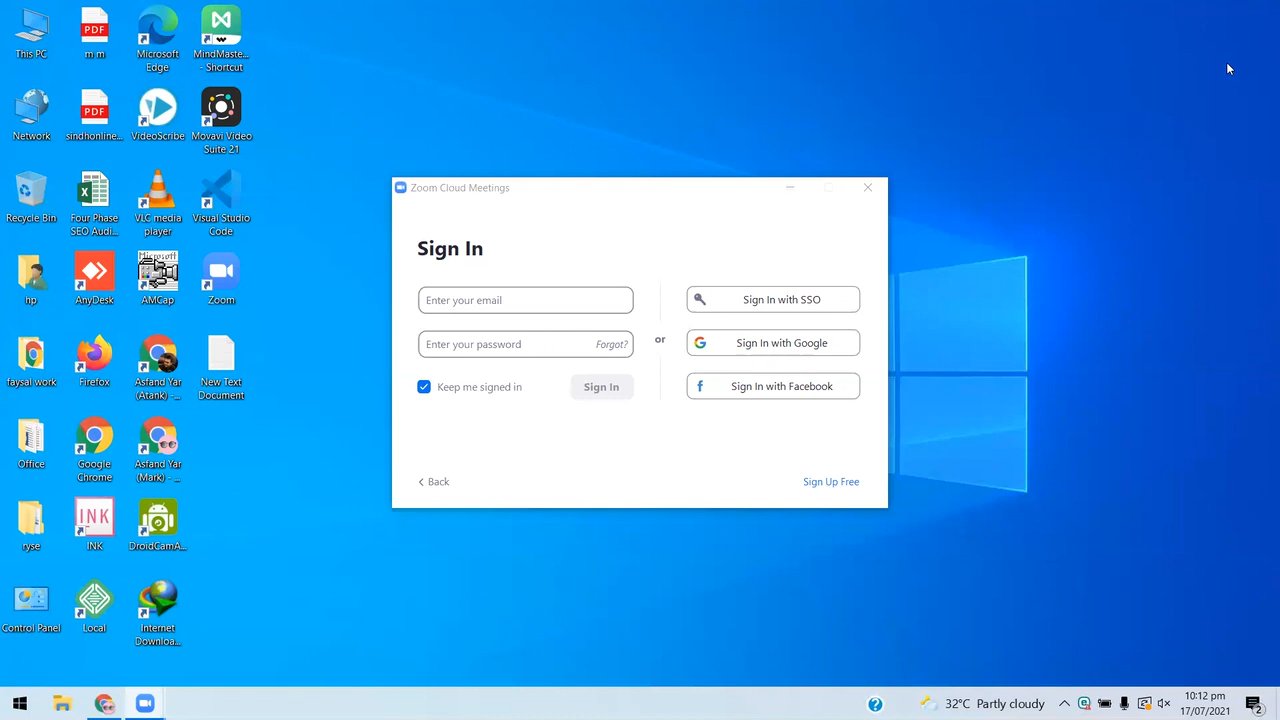 This PC
m m
Microsoft
Edge
MindMaste...
- Shortcut
Network
sindhonline...
VideoScribe
Movavi Video
Suite 21
Recycle Bin
Four Phase
SEO Audi...
VLC media
player
Visual Studio
Code
hp
AnyDesk
Microsoft
AMCap
Zoom
faysal work
Firefox
Asfand Yar
(Atank) -...
New Text
Document
Office
Google
Chrome
Asfand Yar
(Mark) - ...
ryse
INK
INK
DroidCamA...
Control Panel
Local
Internet
Downloa...
PDF
PDF
Zoom Cloud Meetings
Sign In
Enter your email
Enter your password
Forgot?
Keep me signed in
Sign In
or
Sign In with SSO
Sign In with Google
Sign In with Facebook
Back
Sign Up Free
32°C Partly cloudy
10:12 pm
17/07/2021
2